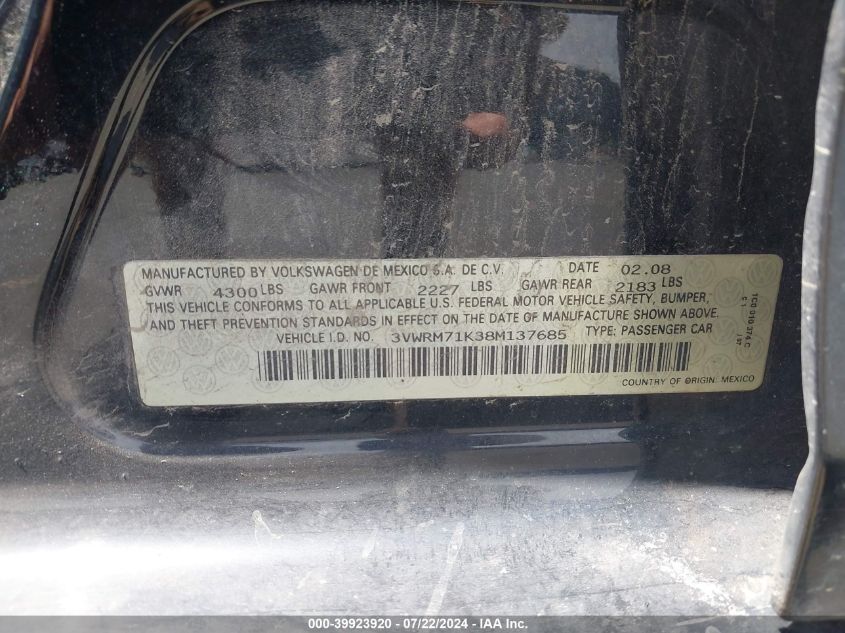 MANUFACTURED BY VOLKSWAGEN DE MEXICO S.A. DE C.V. DATE 02.08
GVWR 4300 LBS GAWR FRONT 2227 LBS GAWR REAR 2183 LBS
THIS VEHICLE CONFORMS TO ALL APPLICABLE U.S. FEDERAL MOTOR VEHICLE SAFETY, BUMPER,
AND THEFT PREVENTION STANDARDS IN EFFECT ON THE DATE OF MANUFACTURE SHOWN ABOVE.
VEHICLE I.D. NO. 3VWRM71K38M137685 TYPE: PASSENGER CAR
COUNTRY OF ORIGIN: MEXICO
1C0 010 374 C
000-39923920 | 07/22/2024 | IAA, Inc.